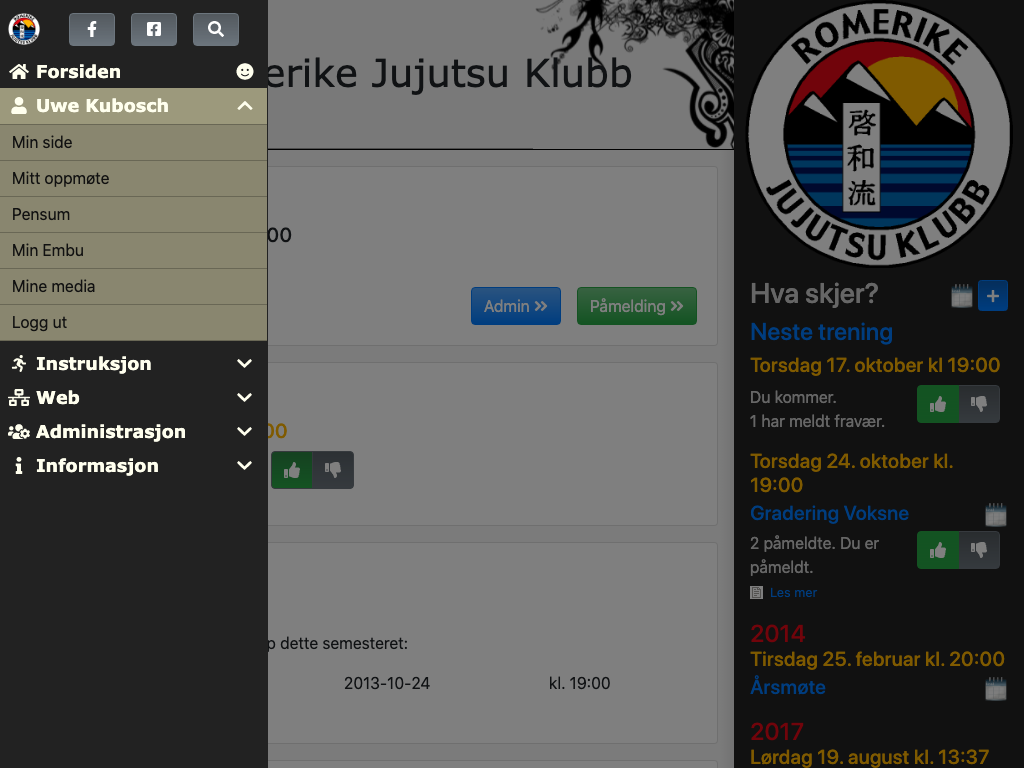 Forsiden
Uwe Kubosch
Min side
Mitt oppmøte
Pensum
Min Embu
Mine media
Logg ut
Instruksjon
Web
Administrasjon
Informasjon
erike Jujutsu Klubb
00
Admin
Påmelding
00
p dette semesteret:
2013-10-24 kl. 19:00
ROMERIKE
啓和流
JUJUTSU KLUBB
Hva skjer?
Neste trening
Torsdag 17. oktober kl 19:00
Du kommer.
1 har meldt fravær.
Torsdag 24. oktober kl.
19:00
Gradering Voksne
2 påmeldte. Du er
påmeldt.
Les mer
2014
Tirsdag 25. februar kl. 20:00
Årsmøte
2017
Lørdag 19. august kl. 13:37